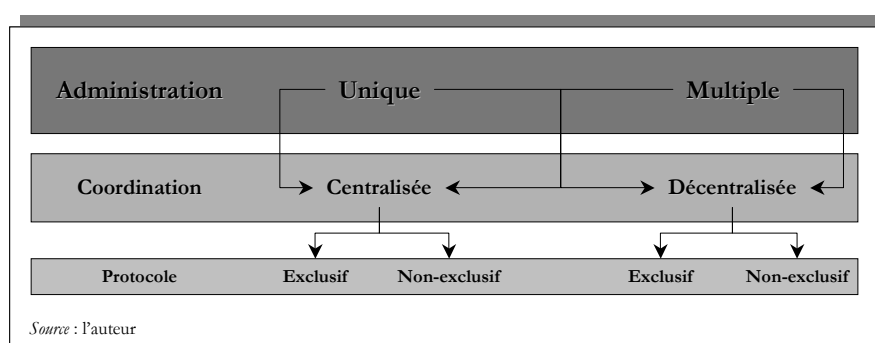 Administration Unique Multiple
Coordination Centralisée Décentralisée
Protocole Exclusif Non-exclusif Exclusif Non-exclusif
Source : l'auteur